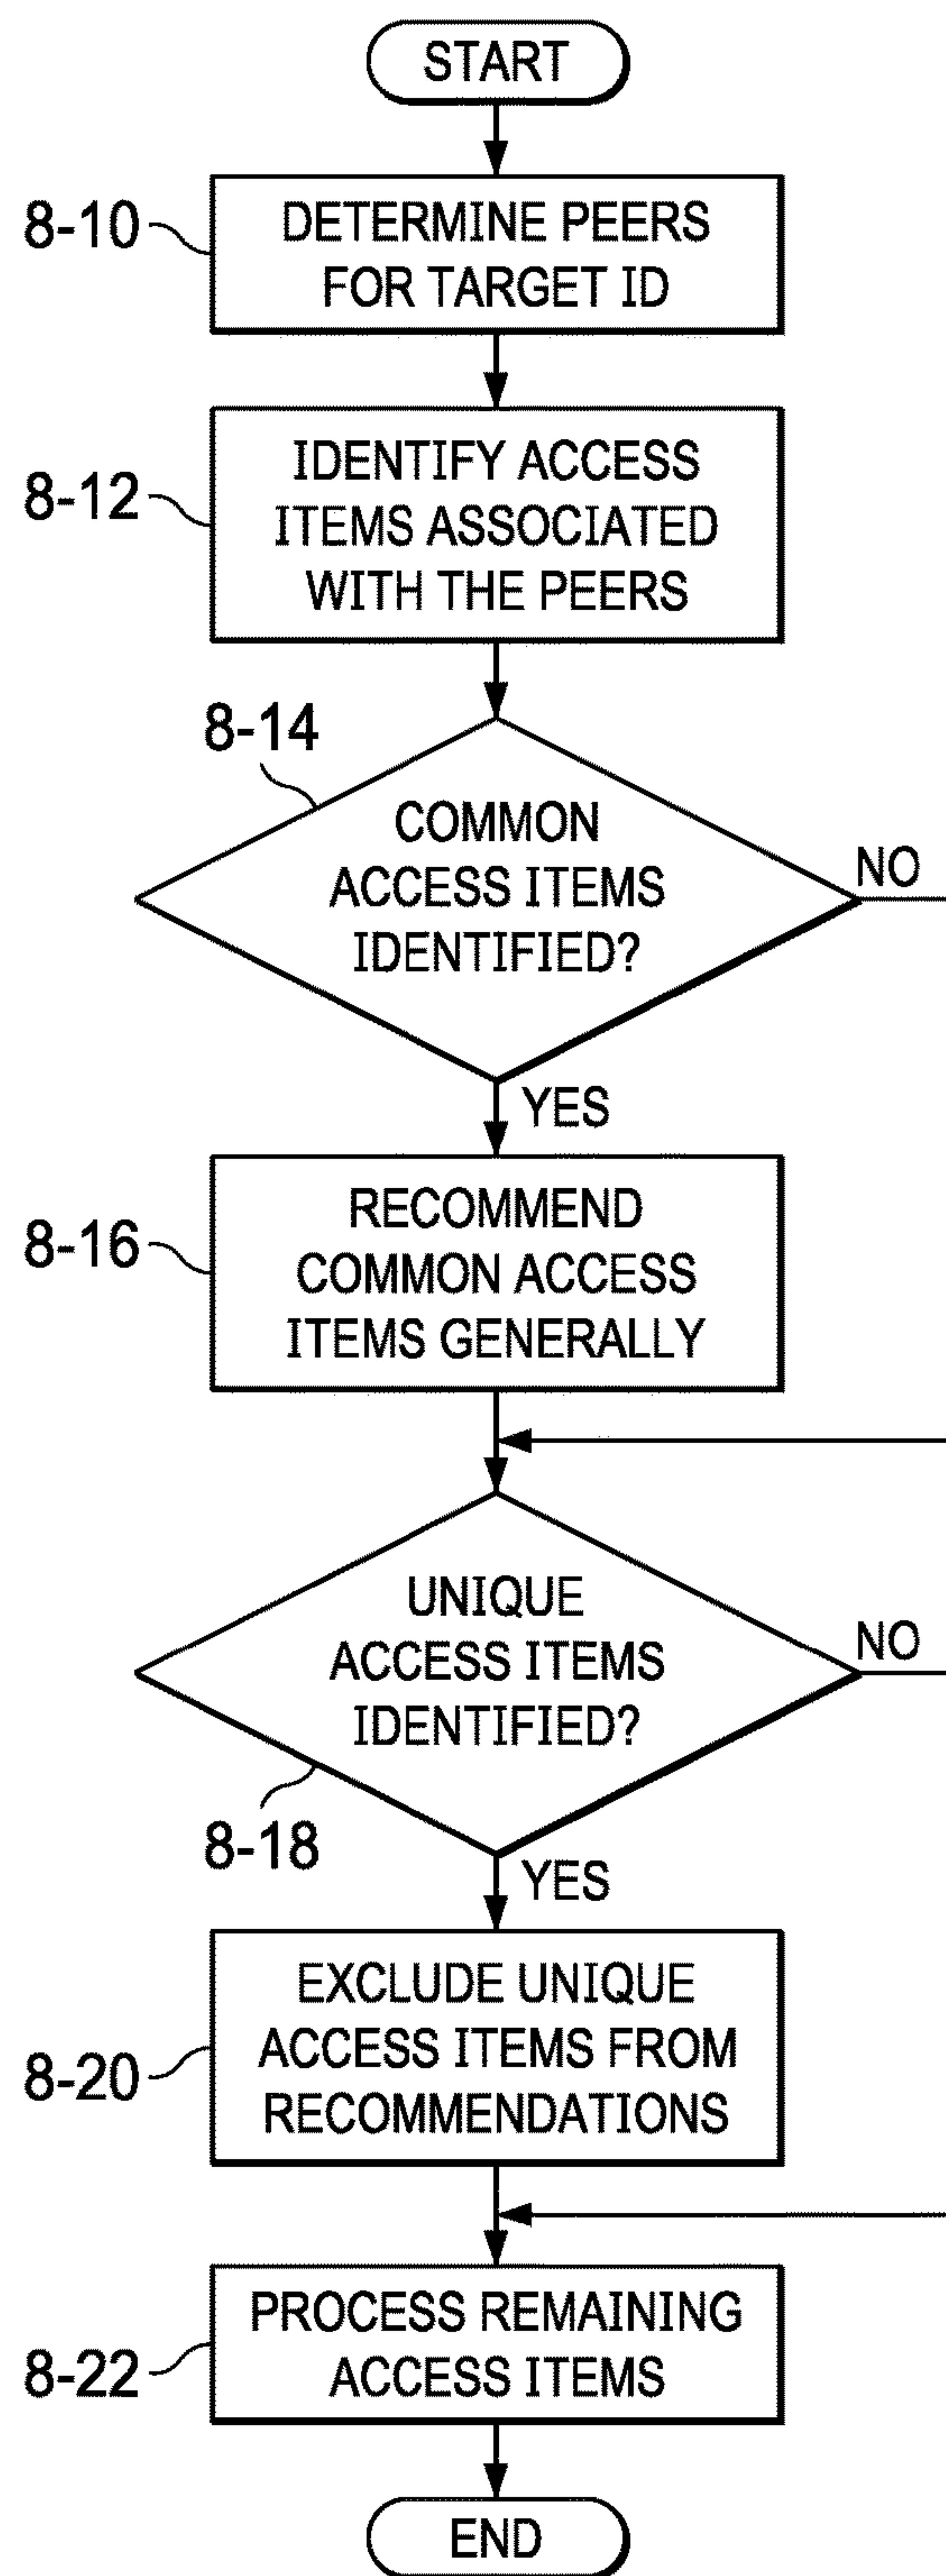 START
8-10
DETERMINE PEERS
FOR TARGET ID
8-12
IDENTIFY ACCESS
ITEMS ASSOCIATED
WITH THE PEERS
8-14
COMMON
ACCESS ITEMS
IDENTIFIED?
NO
YES
8-16
RECOMMEND
COMMON ACCESS
ITEMS GENERALLY
UNIQUE
ACCESS ITEMS
IDENTIFIED?
NO
8-18
YES
8-20
EXCLUDE UNIQUE
ACCESS ITEMS FROM
RECOMMENDATIONS
8-22
PROCESS REMAINING
ACCESS ITEMS
END